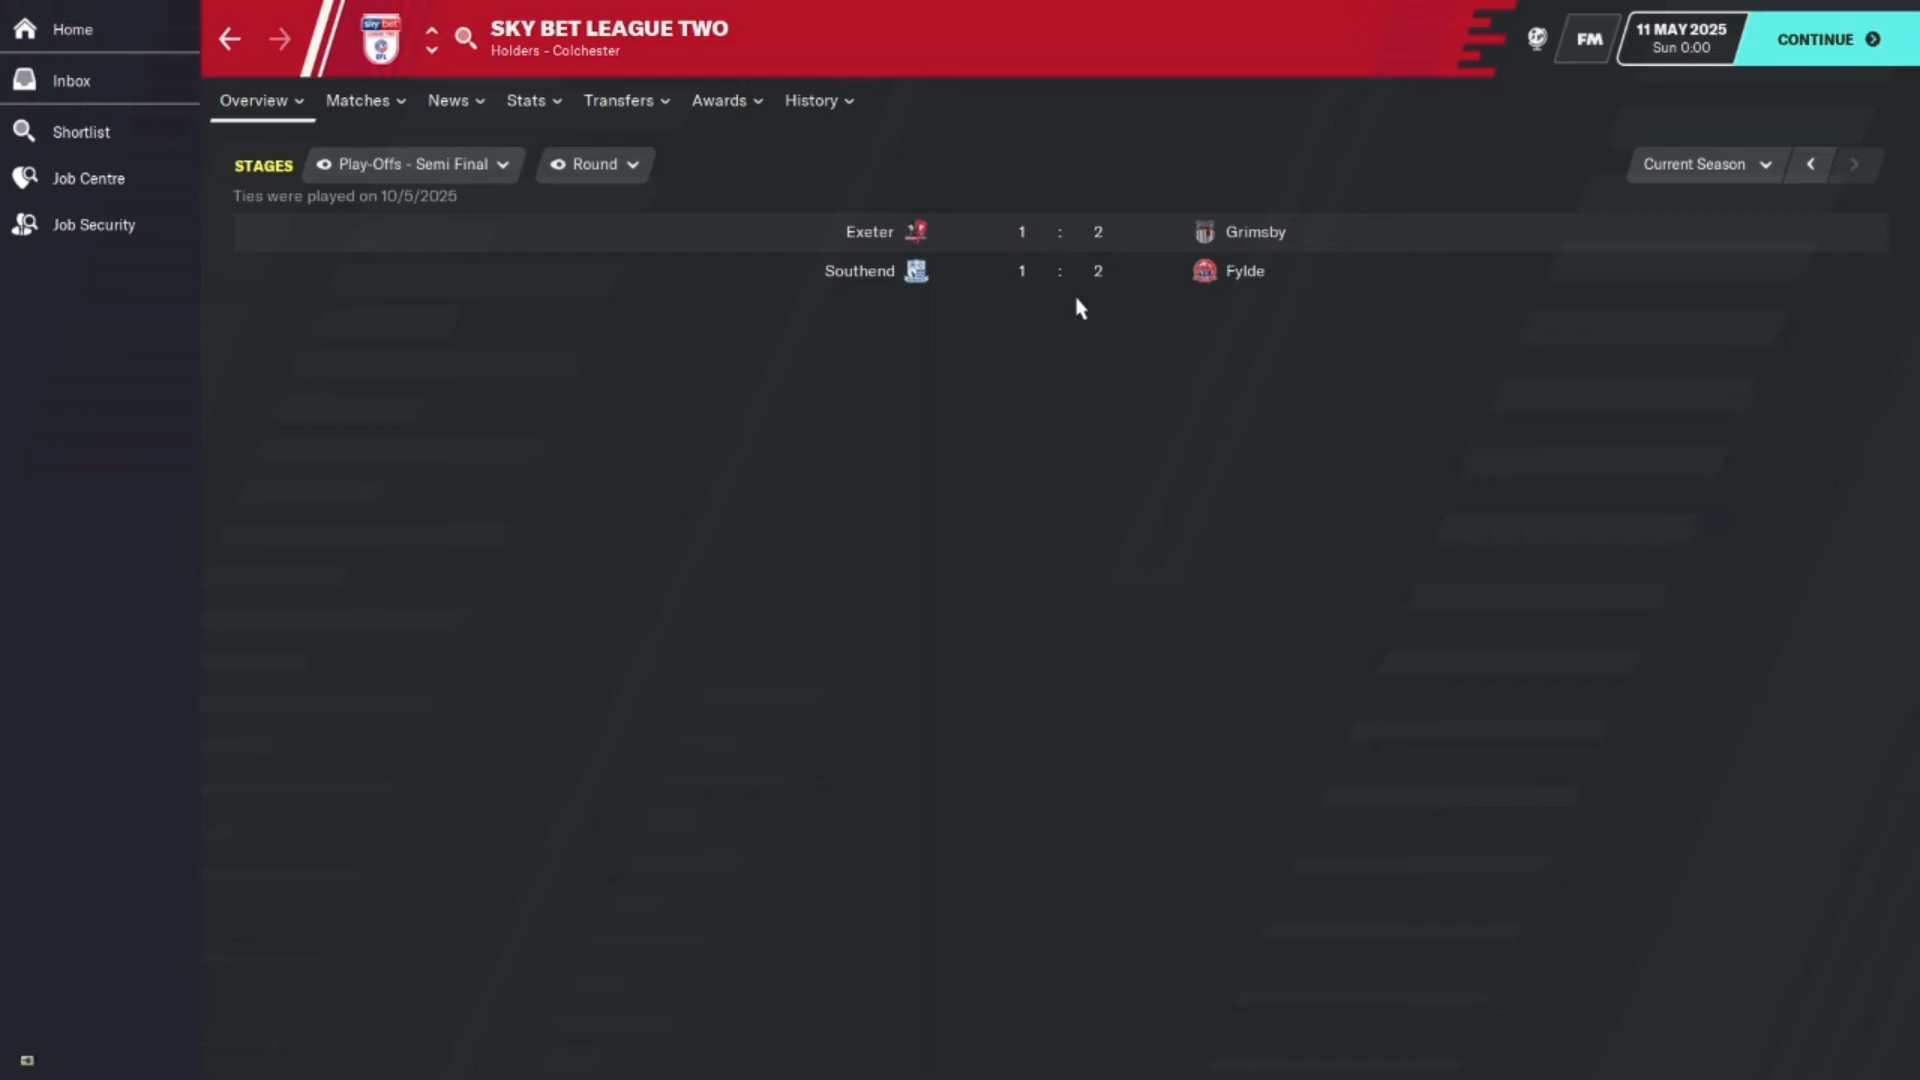 Home
Inbox
Shortlist
Job Centre
Job Security
sky bet
SKY BET LEAGUE TWO
Holders - Colchester
FM
11 MAY 2025
Sun 0:00
CONTINUE
Overview Matches News Stats Transfers Awards History
STAGES Play-Offs - Semi Final Round Current Season
Ties were played on 10/5/2025
Exeter 1 : 2 Grimsby
Southend 1 : 2 Fylde